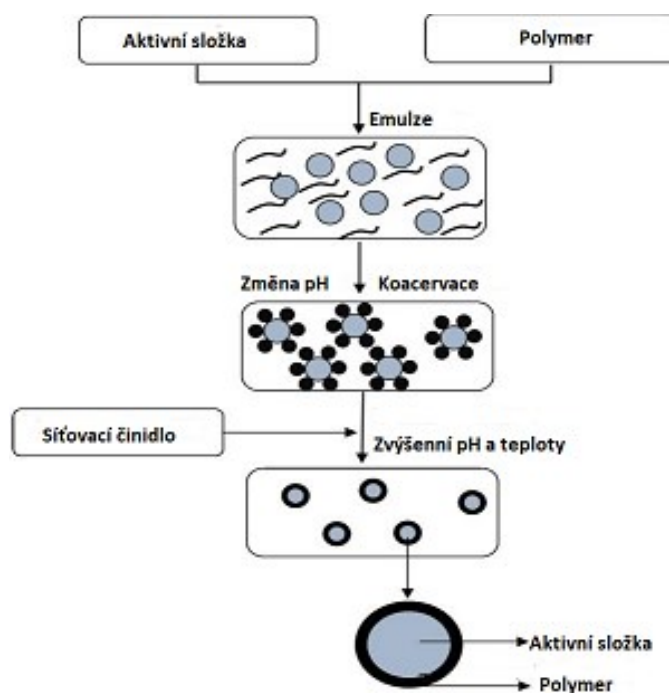 Aktivní složka
Polymer
Emulze
Změna pH
Koacervace
Síťovací činidlo
Zvýšenní pH a teploty
Aktivní složka
Polymer